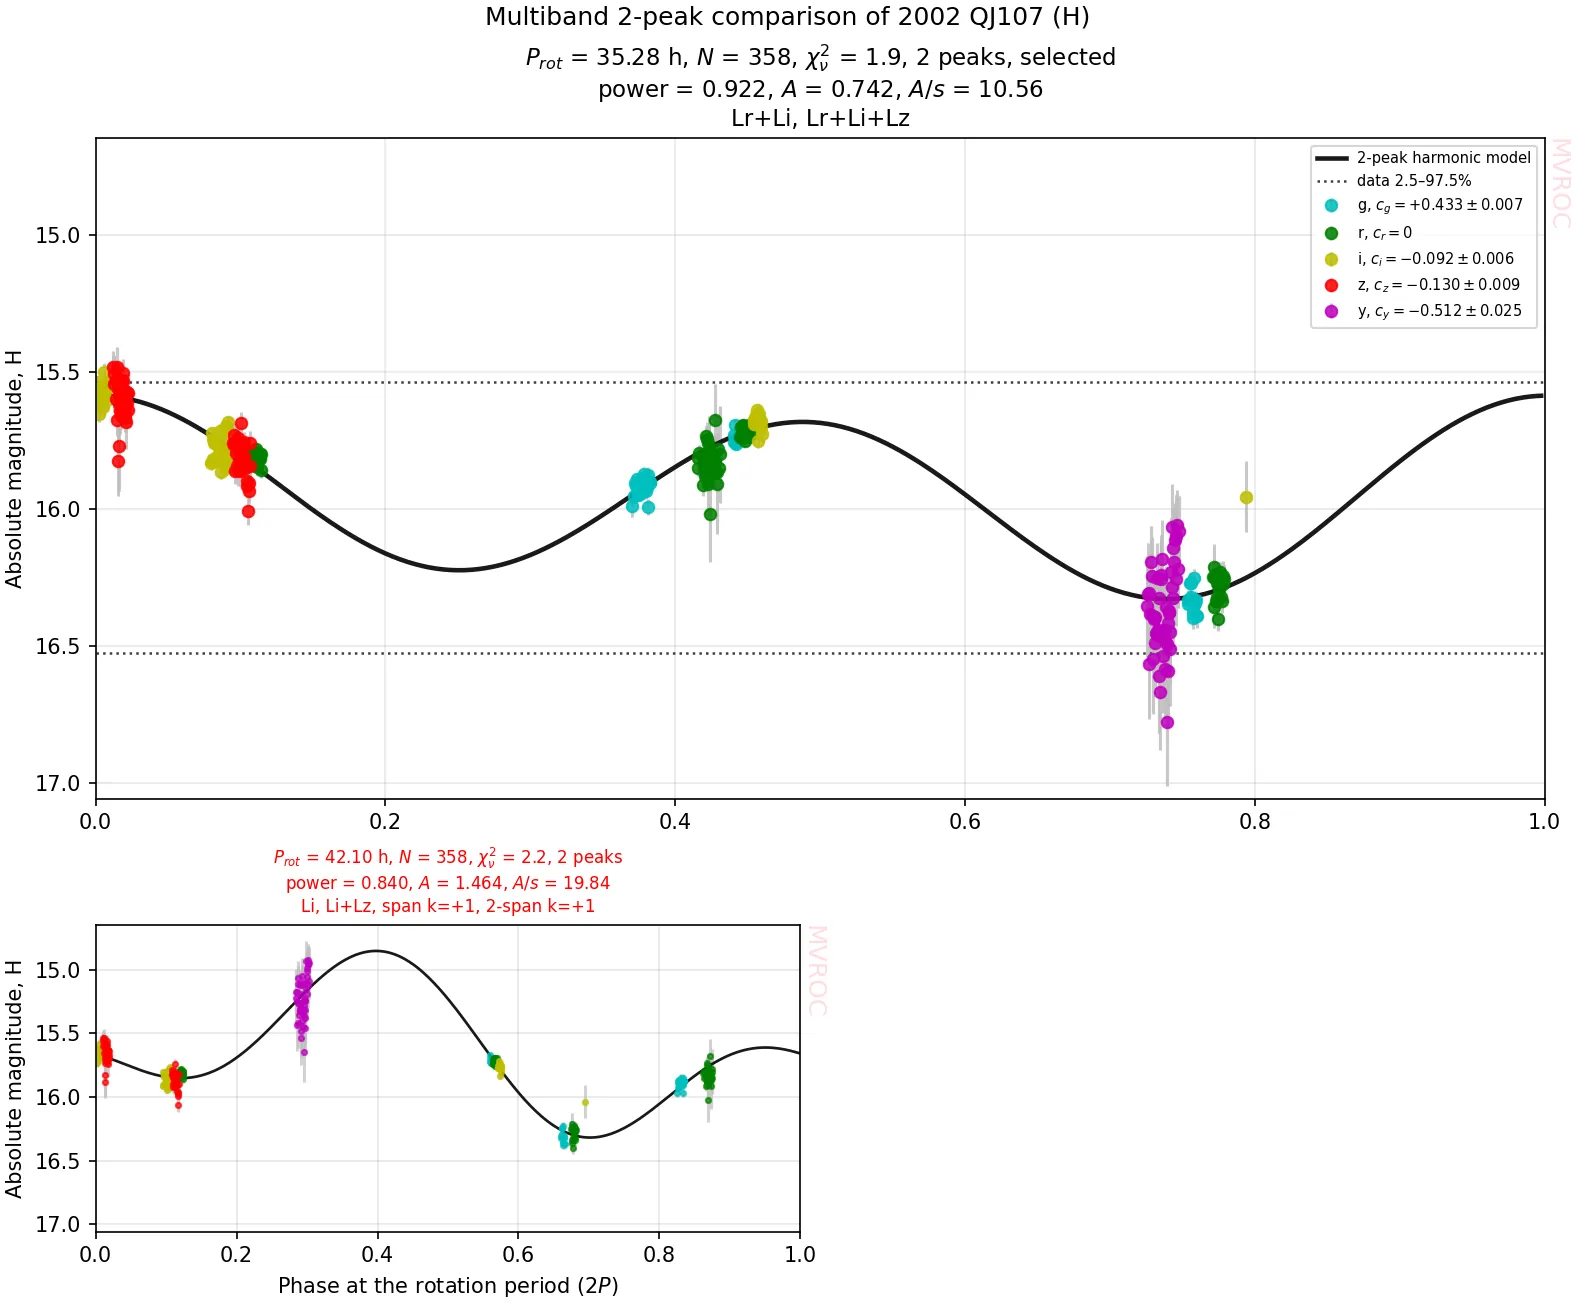 Multiband 2-peak comparison of 2002 QJ107 (H)
P_rot = 35.28 h, N = 358, χ²_ν = 1.9, 2 peaks, selected
power = 0.922, A = 0.742, A/s = 10.56
Lr+Li, Lr+Li+Lz
2-peak harmonic model
data 2.5–97.5%
g, c_g = +0.433 ± 0.007
r, c_r = 0
i, c_i = −0.092 ± 0.006
z, c_z = −0.130 ± 0.009
y, c_y = −0.512 ± 0.025
MVROC
Absolute magnitude, H
15.0
15.5
16.0
16.5
17.0
0.0 0.2 0.4 0.6 0.8 1.0
P_rot = 42.10 h, N = 358, χ²_ν = 2.2, 2 peaks
power = 0.840, A = 1.464, A/s = 19.84
Li, Li+Lz, span k=+1, 2-span k=+1
MVROC
Absolute magnitude, H
15.0
15.5
16.0
16.5
17.0
0.0 0.2 0.4 0.6 0.8 1.0
Phase at the rotation period (2P)